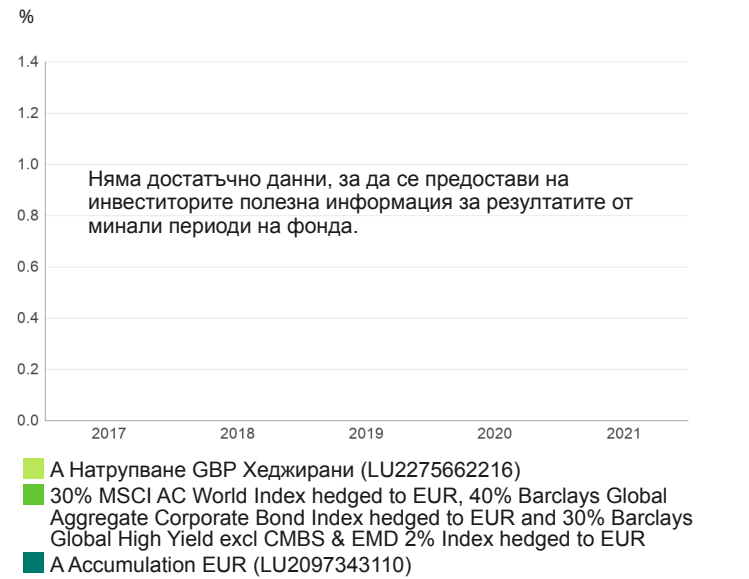 %
1.4
1.2
1.0
Няма достатъчно данни, за да се предостави на
инвеститорите полезна информация за резултатите от
0.8
минали периоди на фонда.
0.6
0.4
0.2
0.0
2017 2018 2019 2020 2021
А Натрупване GBP Хеджирани (LU2275662216)
30% MSCI AC World Index hedged to EUR, 40% Barclays Global
Aggregate Corporate Bond Index hedged to EUR and 30% Barclays
Global High Yield excl CMBS & EMD 2% Index hedged to EUR
A Accumulation EUR (LU2097343110)